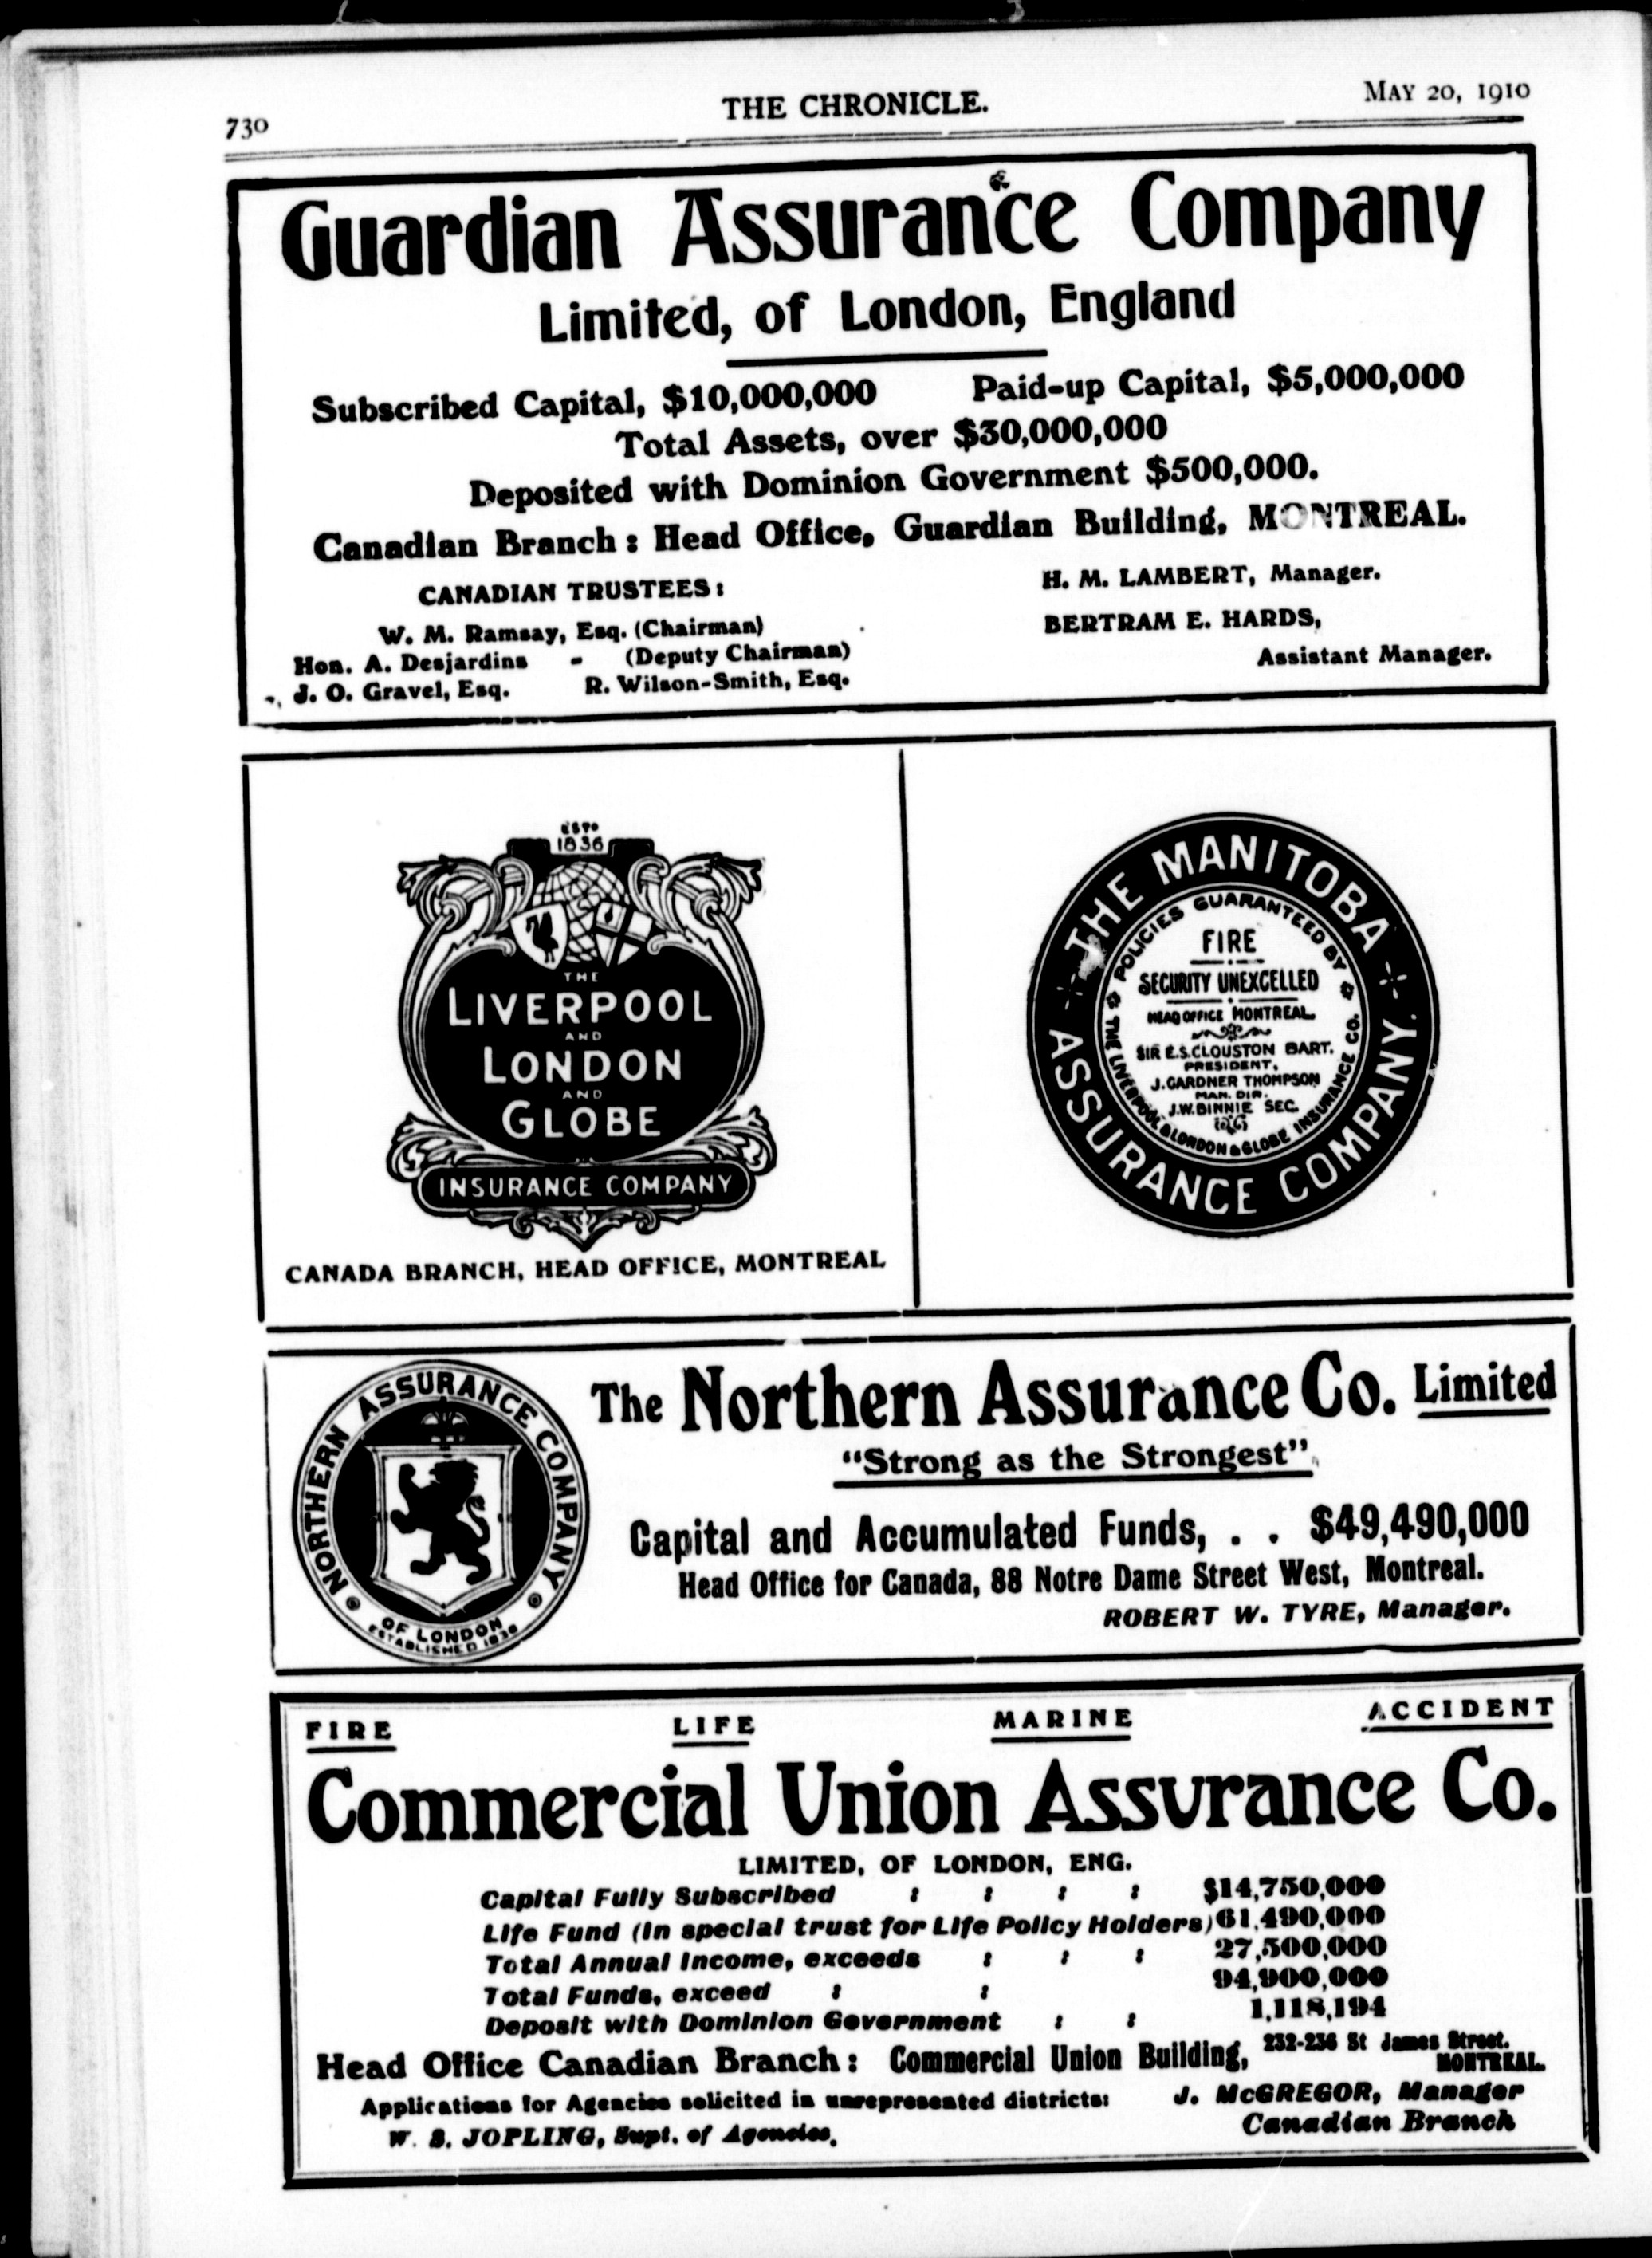 730
THE CHRONICLE.
MAY 20, 1910
Guardian Assurance Company
Limited, of London, England
Subscribed Capital, $10,000,000 Paid-up Capital, $5,000,000
Total Assets, over $30,000,000
Deposited with Dominion Government $500,000.
Canadian Branch : Head Office, Guardian Building, MONTREAL.
CANADIAN TRUSTEES :
W. M. Ramsay, Esq. (Chairman)
Hon. A. Desjardins - (Deputy Chairman)
J. O. Gravel, Esq. R. Wilson-Smith, Esq.
H. M. LAMBERT, Manager.
BERTRAM E. HARDS,
Assistant Manager.
ESTD
1836
THE
LIVERPOOL
AND
LONDON
AND
GLOBE
INSURANCE COMPANY
CANADA BRANCH, HEAD OFFICE, MONTREAL
THE MANITOBA
ASSURANCE COMPANY.
POLICIES GUARANTEED BY
THE LIVERPOOL & LONDON & GLOBE INSURANCE CO.
FIRE
SECURITY UNEXCELLED
HEAD OFFICE MONTREAL.
SIR E.S.CLOUSTON BART.
PRESIDENT.
J.GARDNER THOMPSON
MAN. DIR.
J.W.BINNIE SEC.
NORTHERN ASSURANCE COMPANY
OF LONDON
ESTABLISHED 1836
The Northern Assurance Co. Limited
"Strong as the Strongest"
Capital and Accumulated Funds, . . $49,490,000
Head Office for Canada, 88 Notre Dame Street West, Montreal.
ROBERT W. TYRE, Manager.
FIRE LIFE MARINE ACCIDENT
Commercial Union Assurance Co.
LIMITED, OF LONDON, ENG.
Capital Fully Subscribed : : : : $14,750,000
Life Fund (In special trust for Life Policy Holders) 61,490,000
Total Annual Income, exceeds : : : 27,500,000
Total Funds, exceed : : 94,900,000
Deposit with Dominion Government : : 1,118,194
Head Office Canadian Branch : Commercial Union Building, 232-236 St James Street.
MONTREAL.
Applications for Agencies solicited in unrepresented districts:
W. S. JOPLING, Supt. of Agencies.
J. McGREGOR, Manager
Canadian Branch